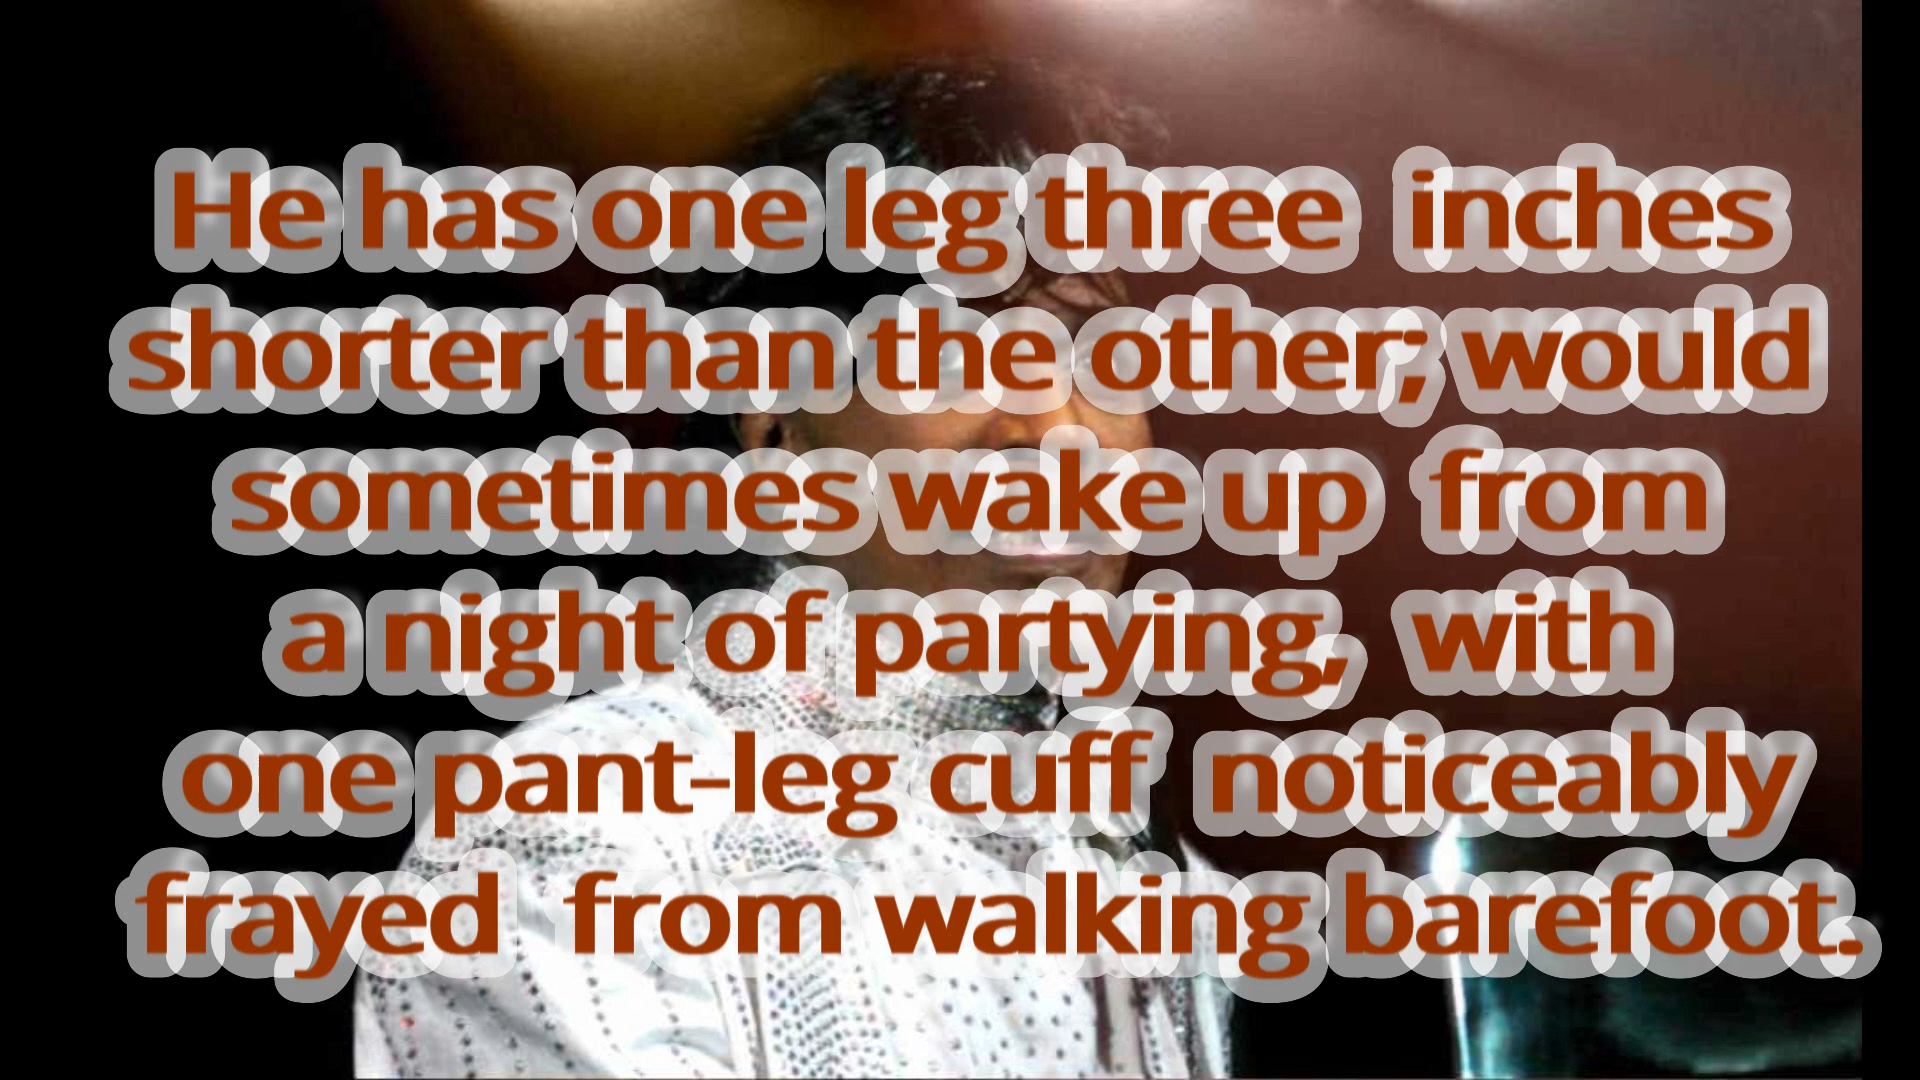 He has one leg three inches
shorter than the other; would
sometimes wake up from
a night of partying, with
one pant-leg cuff noticeably
frayed from walking barefoot.